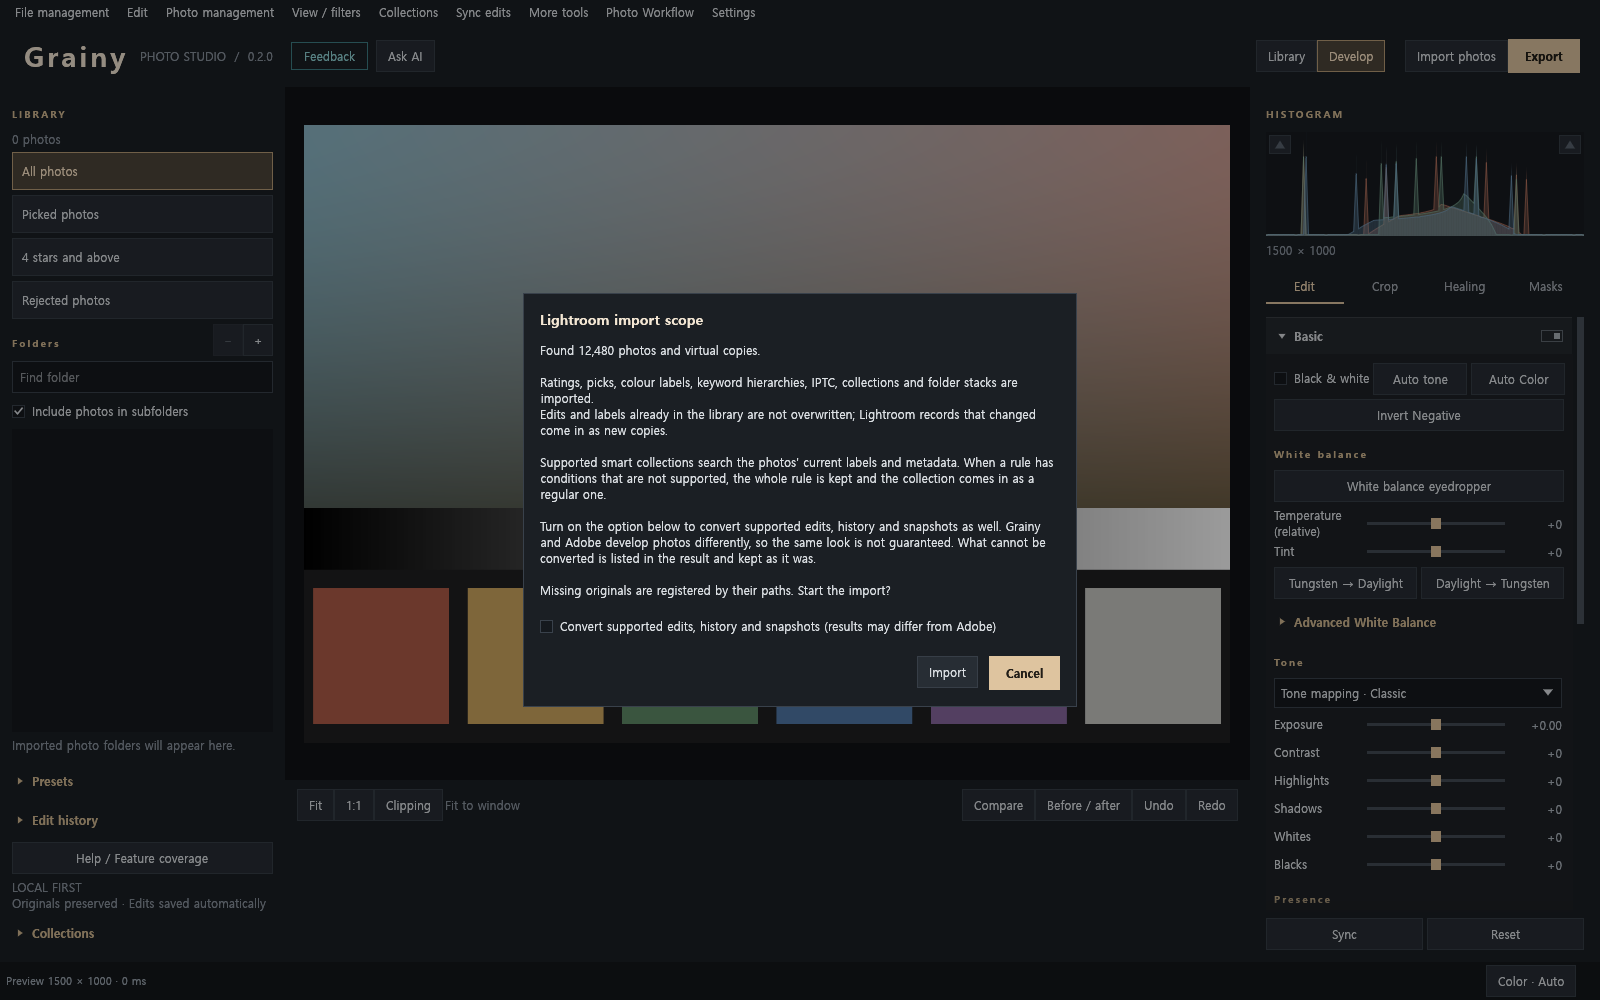 File management Edit Photo management View / filters Collections Sync edits More tools Photo Workflow Settings
Grainy PHOTO STUDIO / 0.2.0 Feedback Ask AI Library Develop Import photos Export
LIBRARY
0 photos
All photos
Picked photos
4 stars and above
Rejected photos
Folders − +
Find folder
Include photos in subfolders
Imported photo folders will appear here.
Presets
Edit history
Help / Feature coverage
LOCAL FIRST
Originals preserved · Edits saved automatically
Collections
Lightroom import scope
Found 12,480 photos and virtual copies.
Ratings, picks, colour labels, keyword hierarchies, IPTC, collections and folder stacks are
imported.
Edits and labels already in the library are not overwritten; Lightroom records that changed
come in as new copies.
Supported smart collections search the photos' current labels and metadata. When a rule has
conditions that are not supported, the whole rule is kept and the collection comes in as a
regular one.
Turn on the option below to convert supported edits, history and snapshots as well. Grainy
and Adobe develop photos differently, so the same look is not guaranteed. What cannot be
converted is listed in the result and kept as it was.
Missing originals are registered by their paths. Start the import?
Convert supported edits, history and snapshots (results may differ from Adobe)
Import Cancel
Fit 1:1 Clipping Fit to window Compare Before / after Undo Redo
HISTOGRAM
1500 × 1000
Edit Crop Healing Masks
Basic
Black & white Auto tone Auto Color
Invert Negative
White balance
White balance eyedropper
Temperature
(relative) +0
Tint +0
Tungsten → Daylight Daylight → Tungsten
Advanced White Balance
Tone
Tone mapping · Classic
Exposure +0.00
Contrast +0
Highlights +0
Shadows +0
Whites +0
Blacks +0
Presence
Sync Reset
Preview 1500 × 1000 · 0 ms Color · Auto